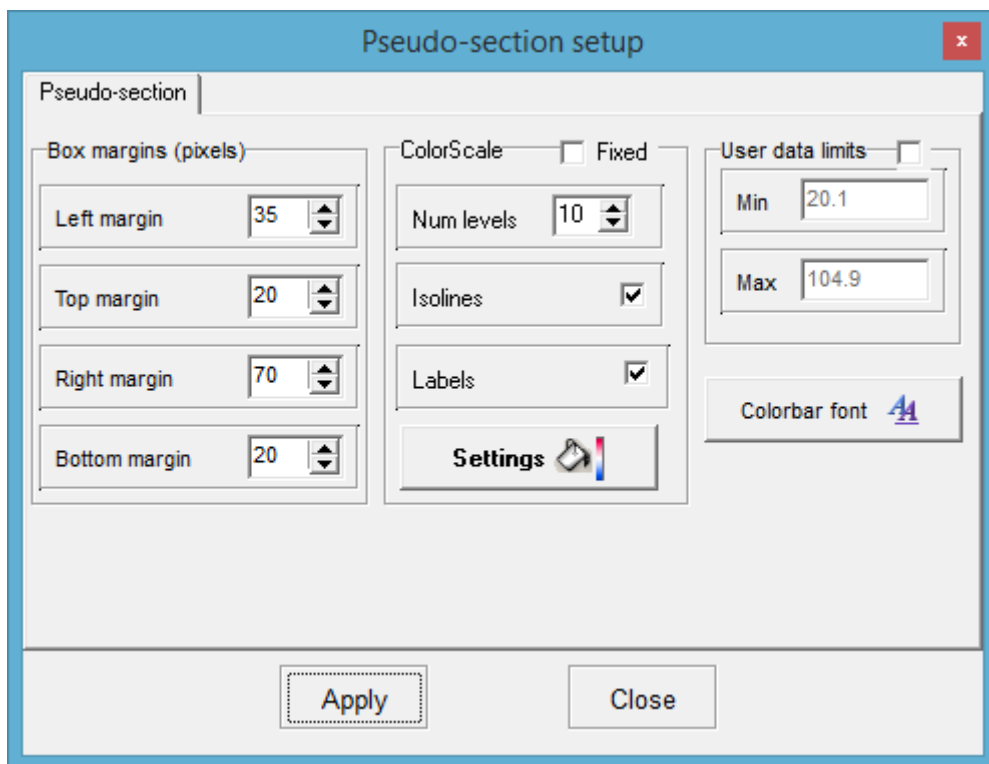 Pseudo-section setup
x
Pseudo-section
Box margins (pixels)
Left margin 35
Top margin 20
Right margin 70
Bottom margin 20
ColorScale Fixed
Num levels 10
Isolines
Labels
Settings
User data limits
Min 20.1
Max 104.9
Colorbar font AA
Apply Close